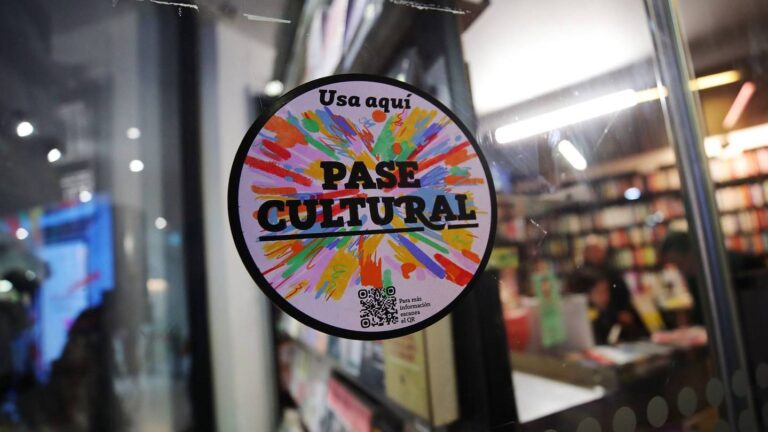 Usa aquí
PASE
CULTURAL
Para más
información
escanea
el QR